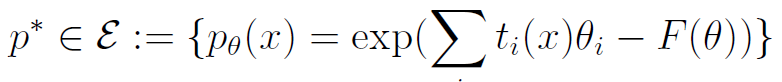 p* ∈ ℰ := {p_θ(x) = exp(∑ t_i(x)θ_i − F(θ))}